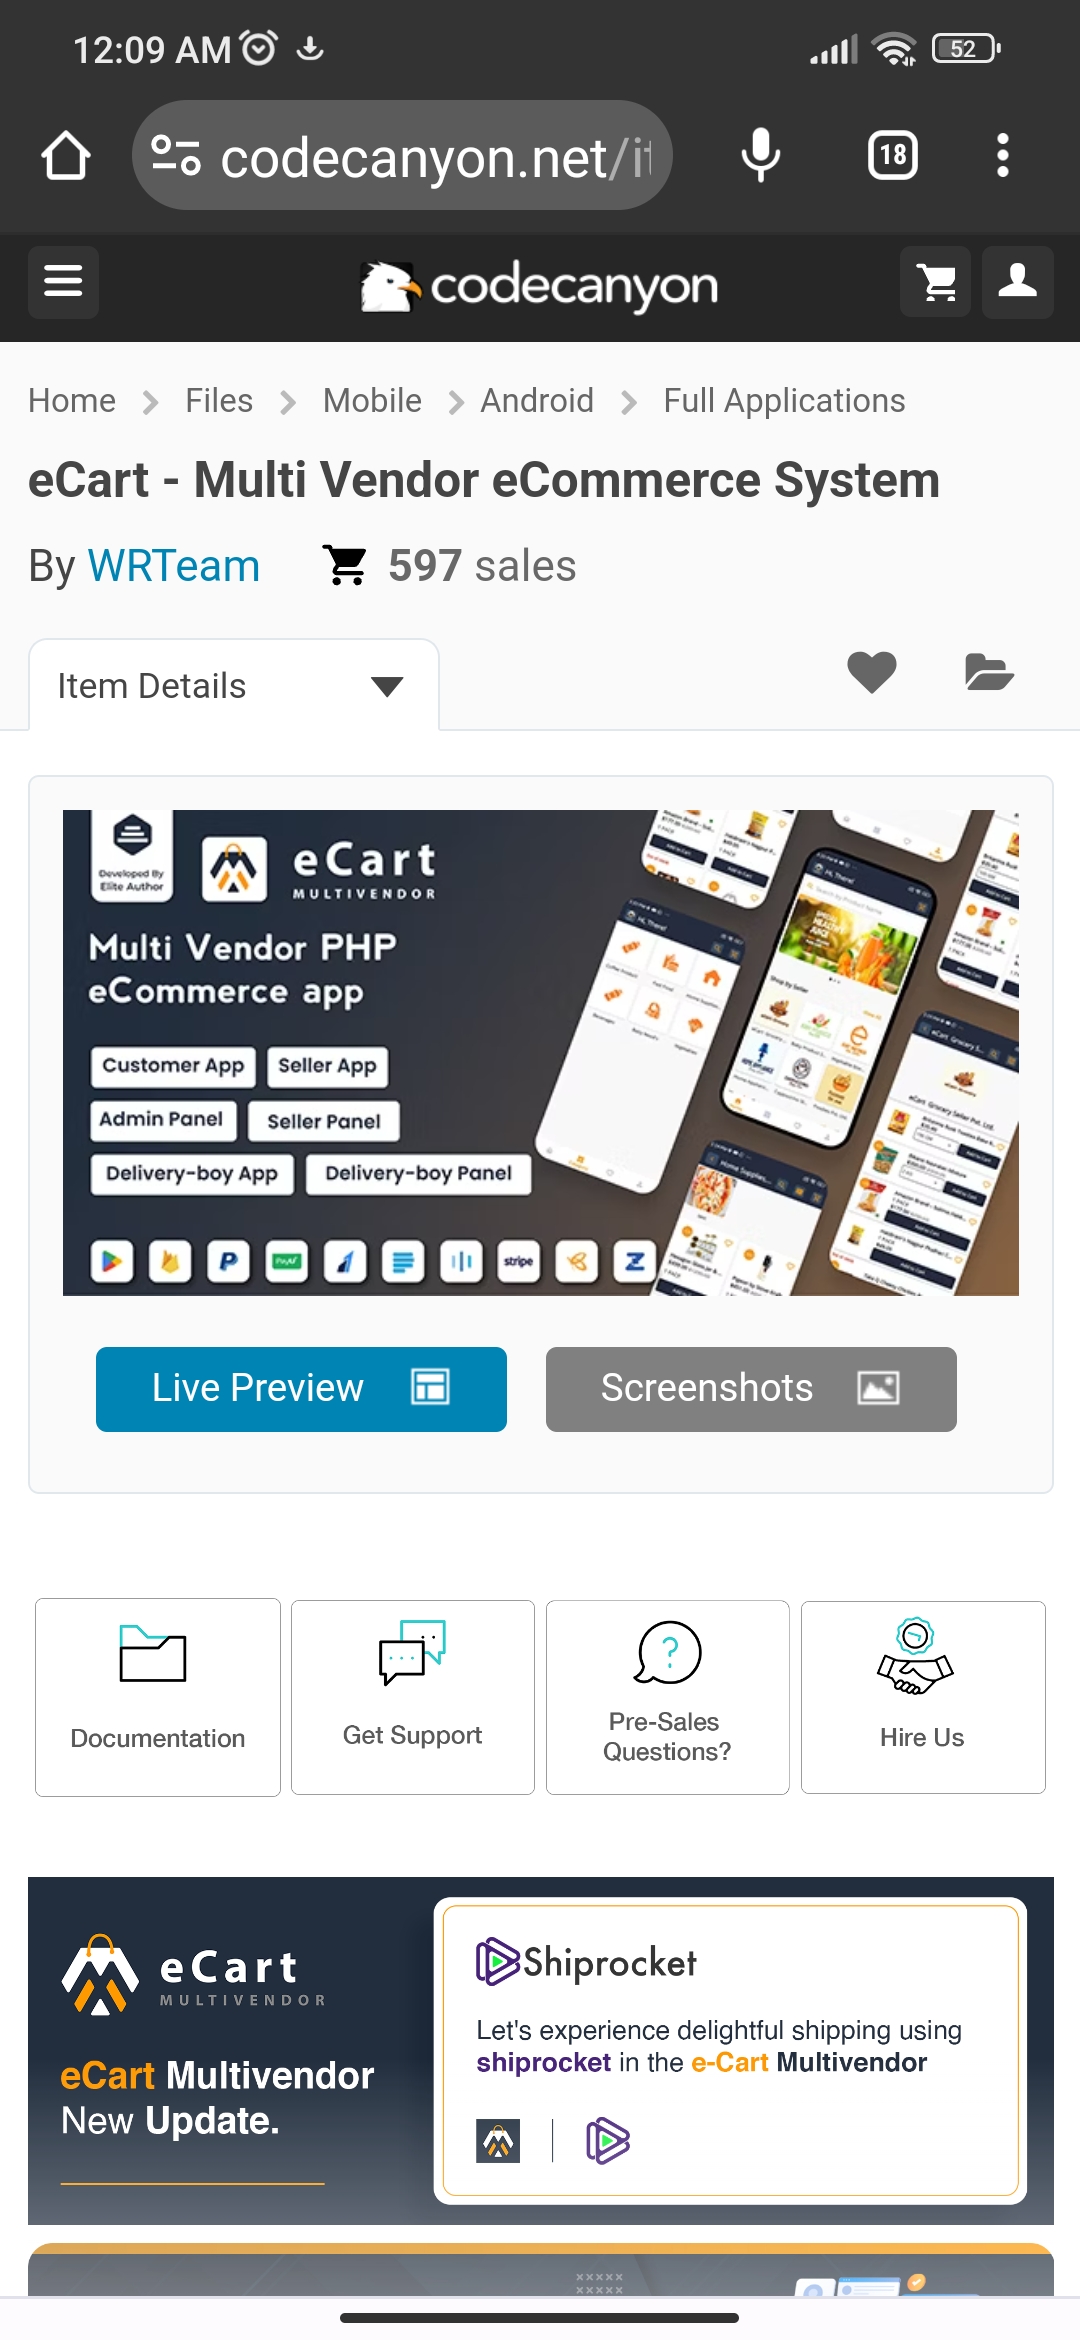 12:09 AM
52
codecanyon.net/it
18
codecanyon
Home Files Mobile Android Full Applications
eCart - Multi Vendor eCommerce System
By WRTeam 597 sales
Item Details
Developed By
Elite Author
eCart
MULTIVENDOR
Multi Vendor PHP
eCommerce app
Customer App Seller App
Admin Panel Seller Panel
Delivery-boy App Delivery-boy Panel
stripe
Live Preview Screenshots
Documentation
Get Support
Pre-Sales
Questions?
Hire Us
eCart
MULTIVENDOR
eCart Multivendor
New Update.
Shiprocket
Let's experience delightful shipping using
shiprocket in the e-Cart Multivendor